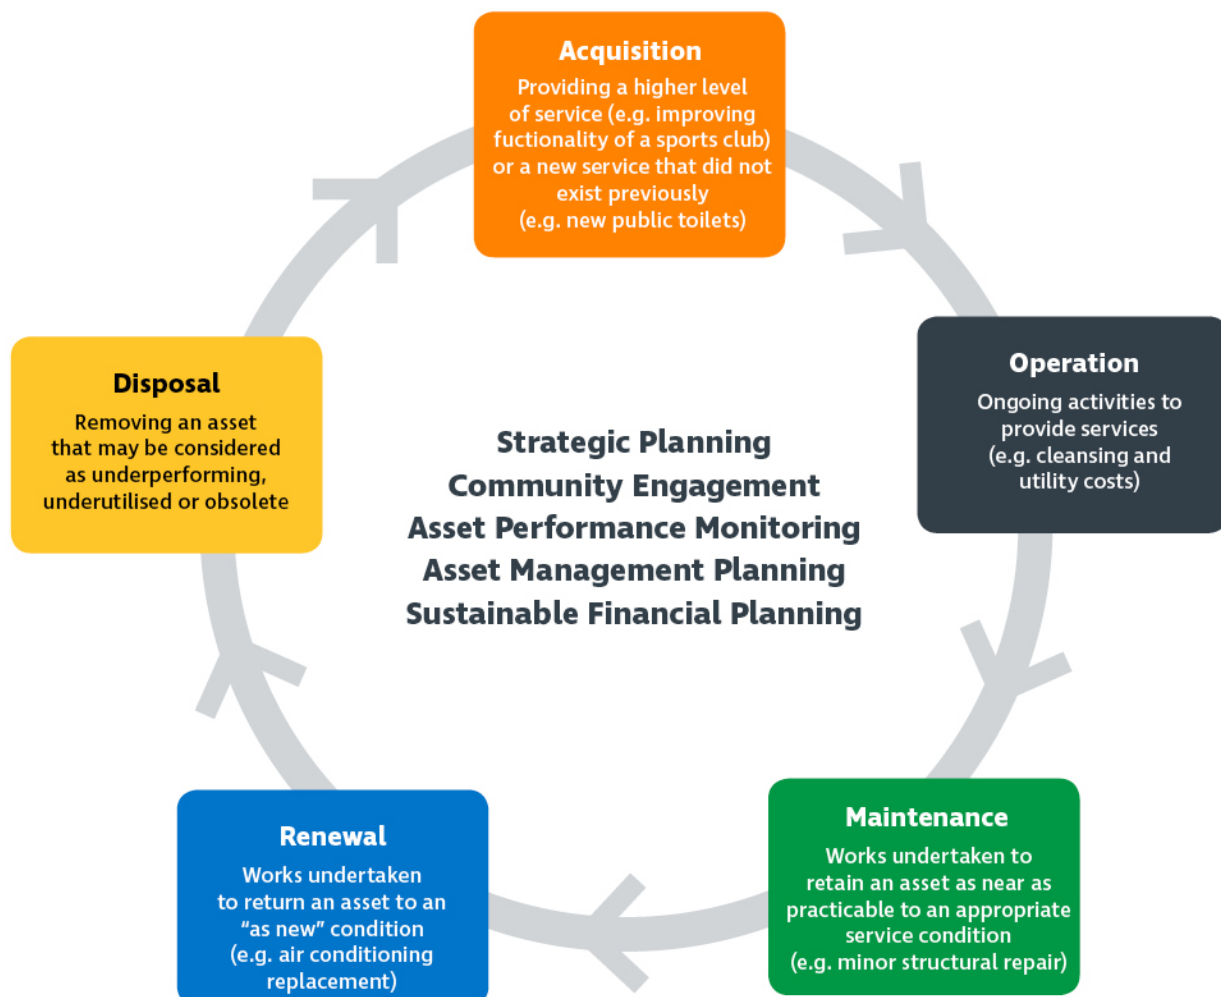 Acquisition
Providing a higher level
of service (e.g. improving
fuctionality of a sports club)
or a new service that did not
exist previously
(e.g. new public toilets)
Operation
Ongoing activities to
provide services
(e.g. cleansing and
utility costs)
Maintenance
Works undertaken to
retain an asset as near as
practicable to an appropriate
service condition
(e.g. minor structural repair)
Renewal
Works undertaken
to return an asset to an
“as new” condition
(e.g. air conditioning
replacement)
Disposal
Removing an asset
that may be considered
as underperforming,
underutilised or obsolete
Strategic Planning
Community Engagement
Asset Performance Monitoring
Asset Management Planning
Sustainable Financial Planning